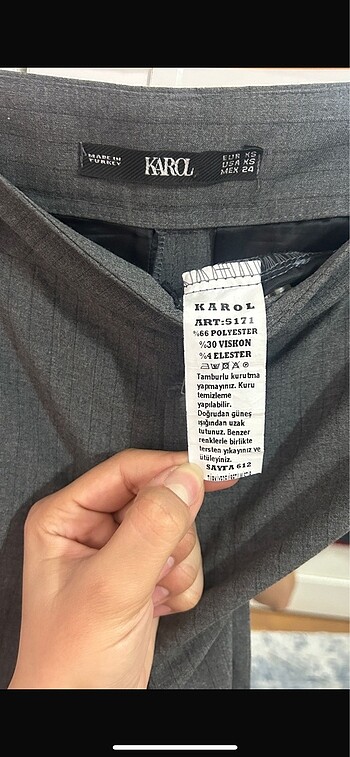 MADE IN
TURKEY
KAROL
EUR XS
USA XS
MEX 24
KAROL
ART:5171
%66 POLYESTER
%30 VISKON
%4 ELESTER
Tamburlu kurutma
yapmayınız. Kuru
temizleme
yapılabilir.
Doğrudan güneş
ışığından uzak
tutunuz. Benzer
renklerle birlikte
tersten yıkayınız ve
ütüleyiniz.
SAYFA 612